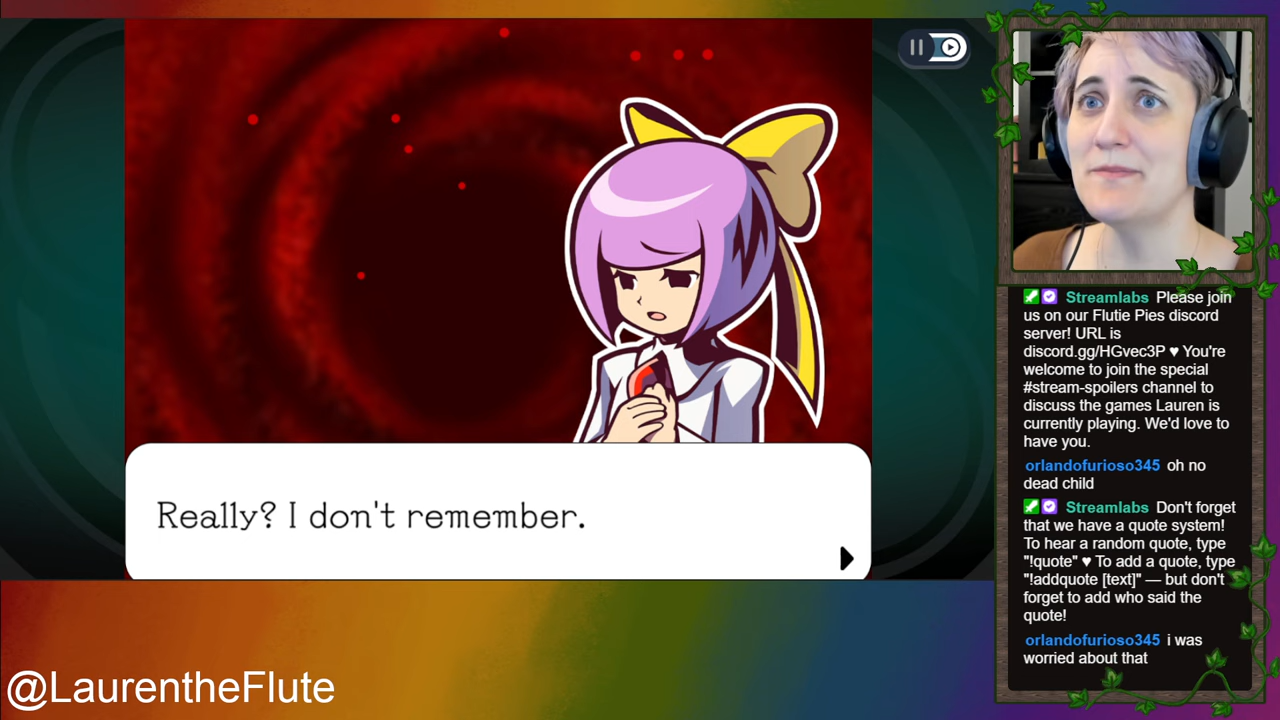 Really? I don't remember.
@LaurentheFlute
Streamlabs Please join
us on our Flutie Pies discord
server! URL is
discord.gg/HGvec3P ♥ You're
welcome to join the special
#stream-spoilers channel to
discuss the games Lauren is
currently playing. We'd love to
have you.
orlandofurioso345 oh no
dead child
Streamlabs Don't forget
that we have a quote system!
To hear a random quote, type
"!quote" ♥ To add a quote, type
"!addquote [text]" — but don't
forget to add who said the
quote!
orlandofurioso345 i was
worried about that